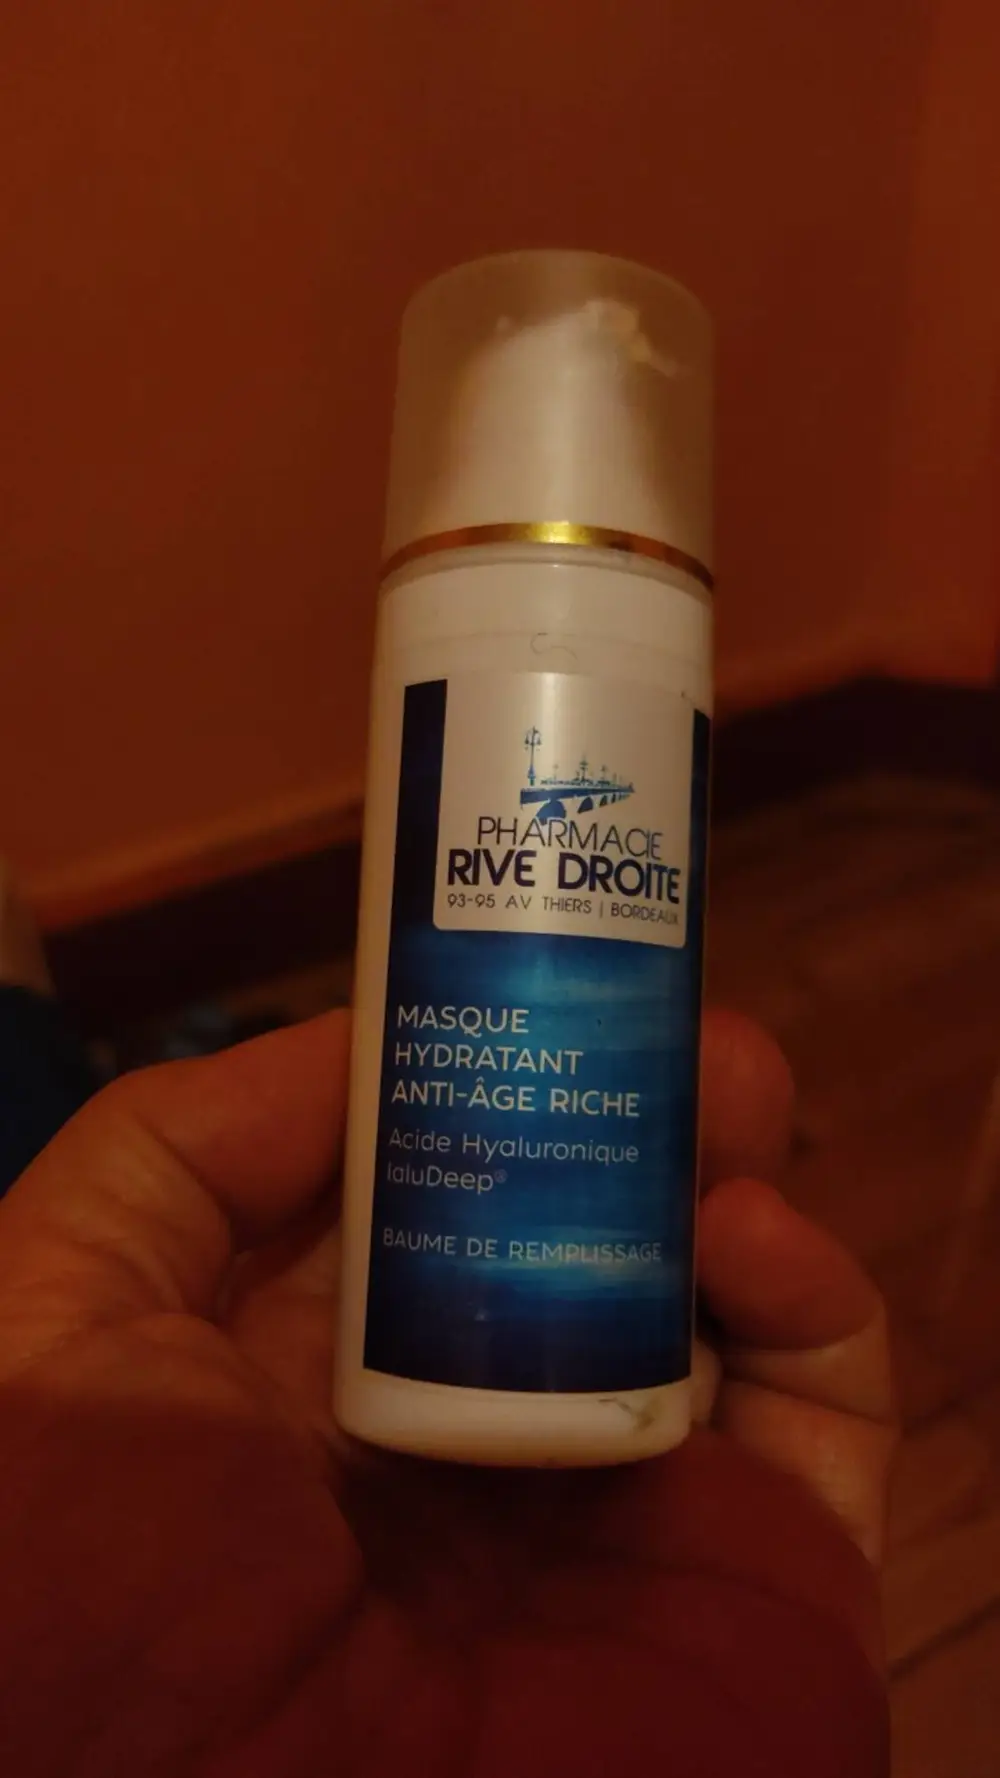 PHARMACIE
RIVE DROITE
93-95 AV THIERS | BORDEAUX
MASQUE
HYDRATANT
ANTI-ÂGE RICHE
Acide Hyaluronique
IaluDeep®
BAUME DE REMPLISSAGE